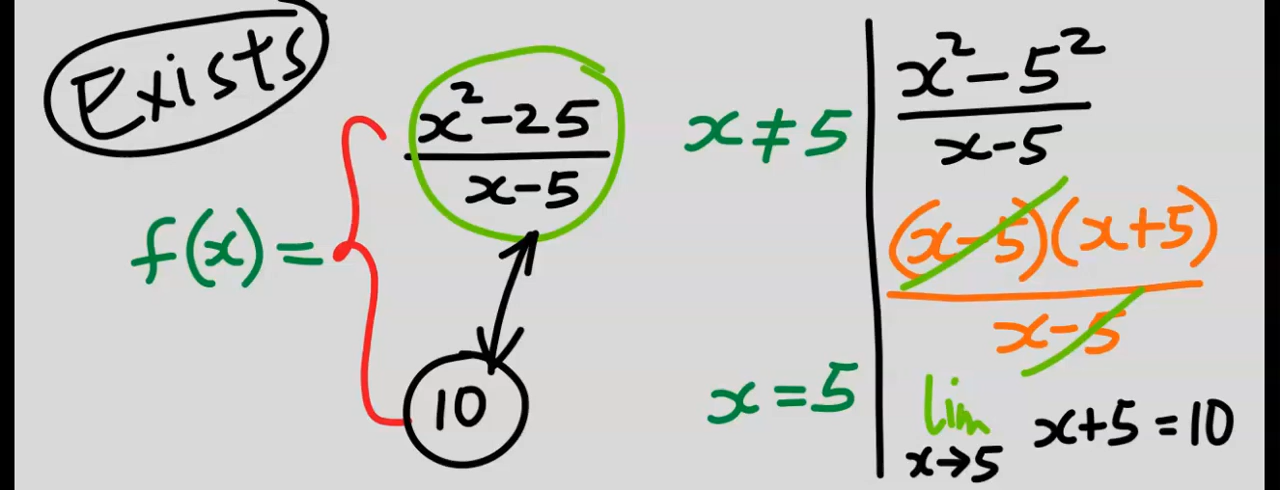 Exists
f(x) = { (x² - 25)/(x - 5)   x ≠ 5
10   x = 5
(x² - 5²)/(x - 5)
(x - 5)(x + 5)/(x - 5)
lim x→5 x + 5 = 10